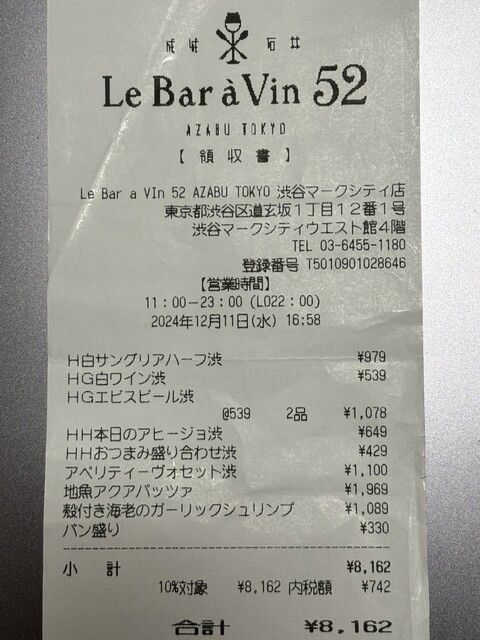 成城 石井
Le Bar à Vin 52
AZABU TOKYO
【 領 収 書 】
Le Bar a VIn 52 AZABU TOKYO 渋谷マークシティ店
東京都渋谷区道玄坂1丁目12番1号
渋谷マークシティウエスト館4階
TEL 03-6455-1180
登録番号 T5010901028646
【営業時間】
11:00-23:00 (LO22:00)
2024年12月11日(水) 16:58
H白サングリアハーフ渋 ¥979
HG白ワイン渋 ¥539
HGエビスビール渋
@539 2品 ¥1,078
HH本日のアヒージョ渋 ¥649
HHおつまみ盛り合わせ渋 ¥429
アペリティーヴォセット渋 ¥1,100
地魚アクアパッツァ ¥1,969
殻付き海老のガーリックシュリンプ ¥1,089
パン盛り ¥330
小 計 ¥8,162
10%対象 ¥8,162 内税額 ¥742
合計 ¥8,162